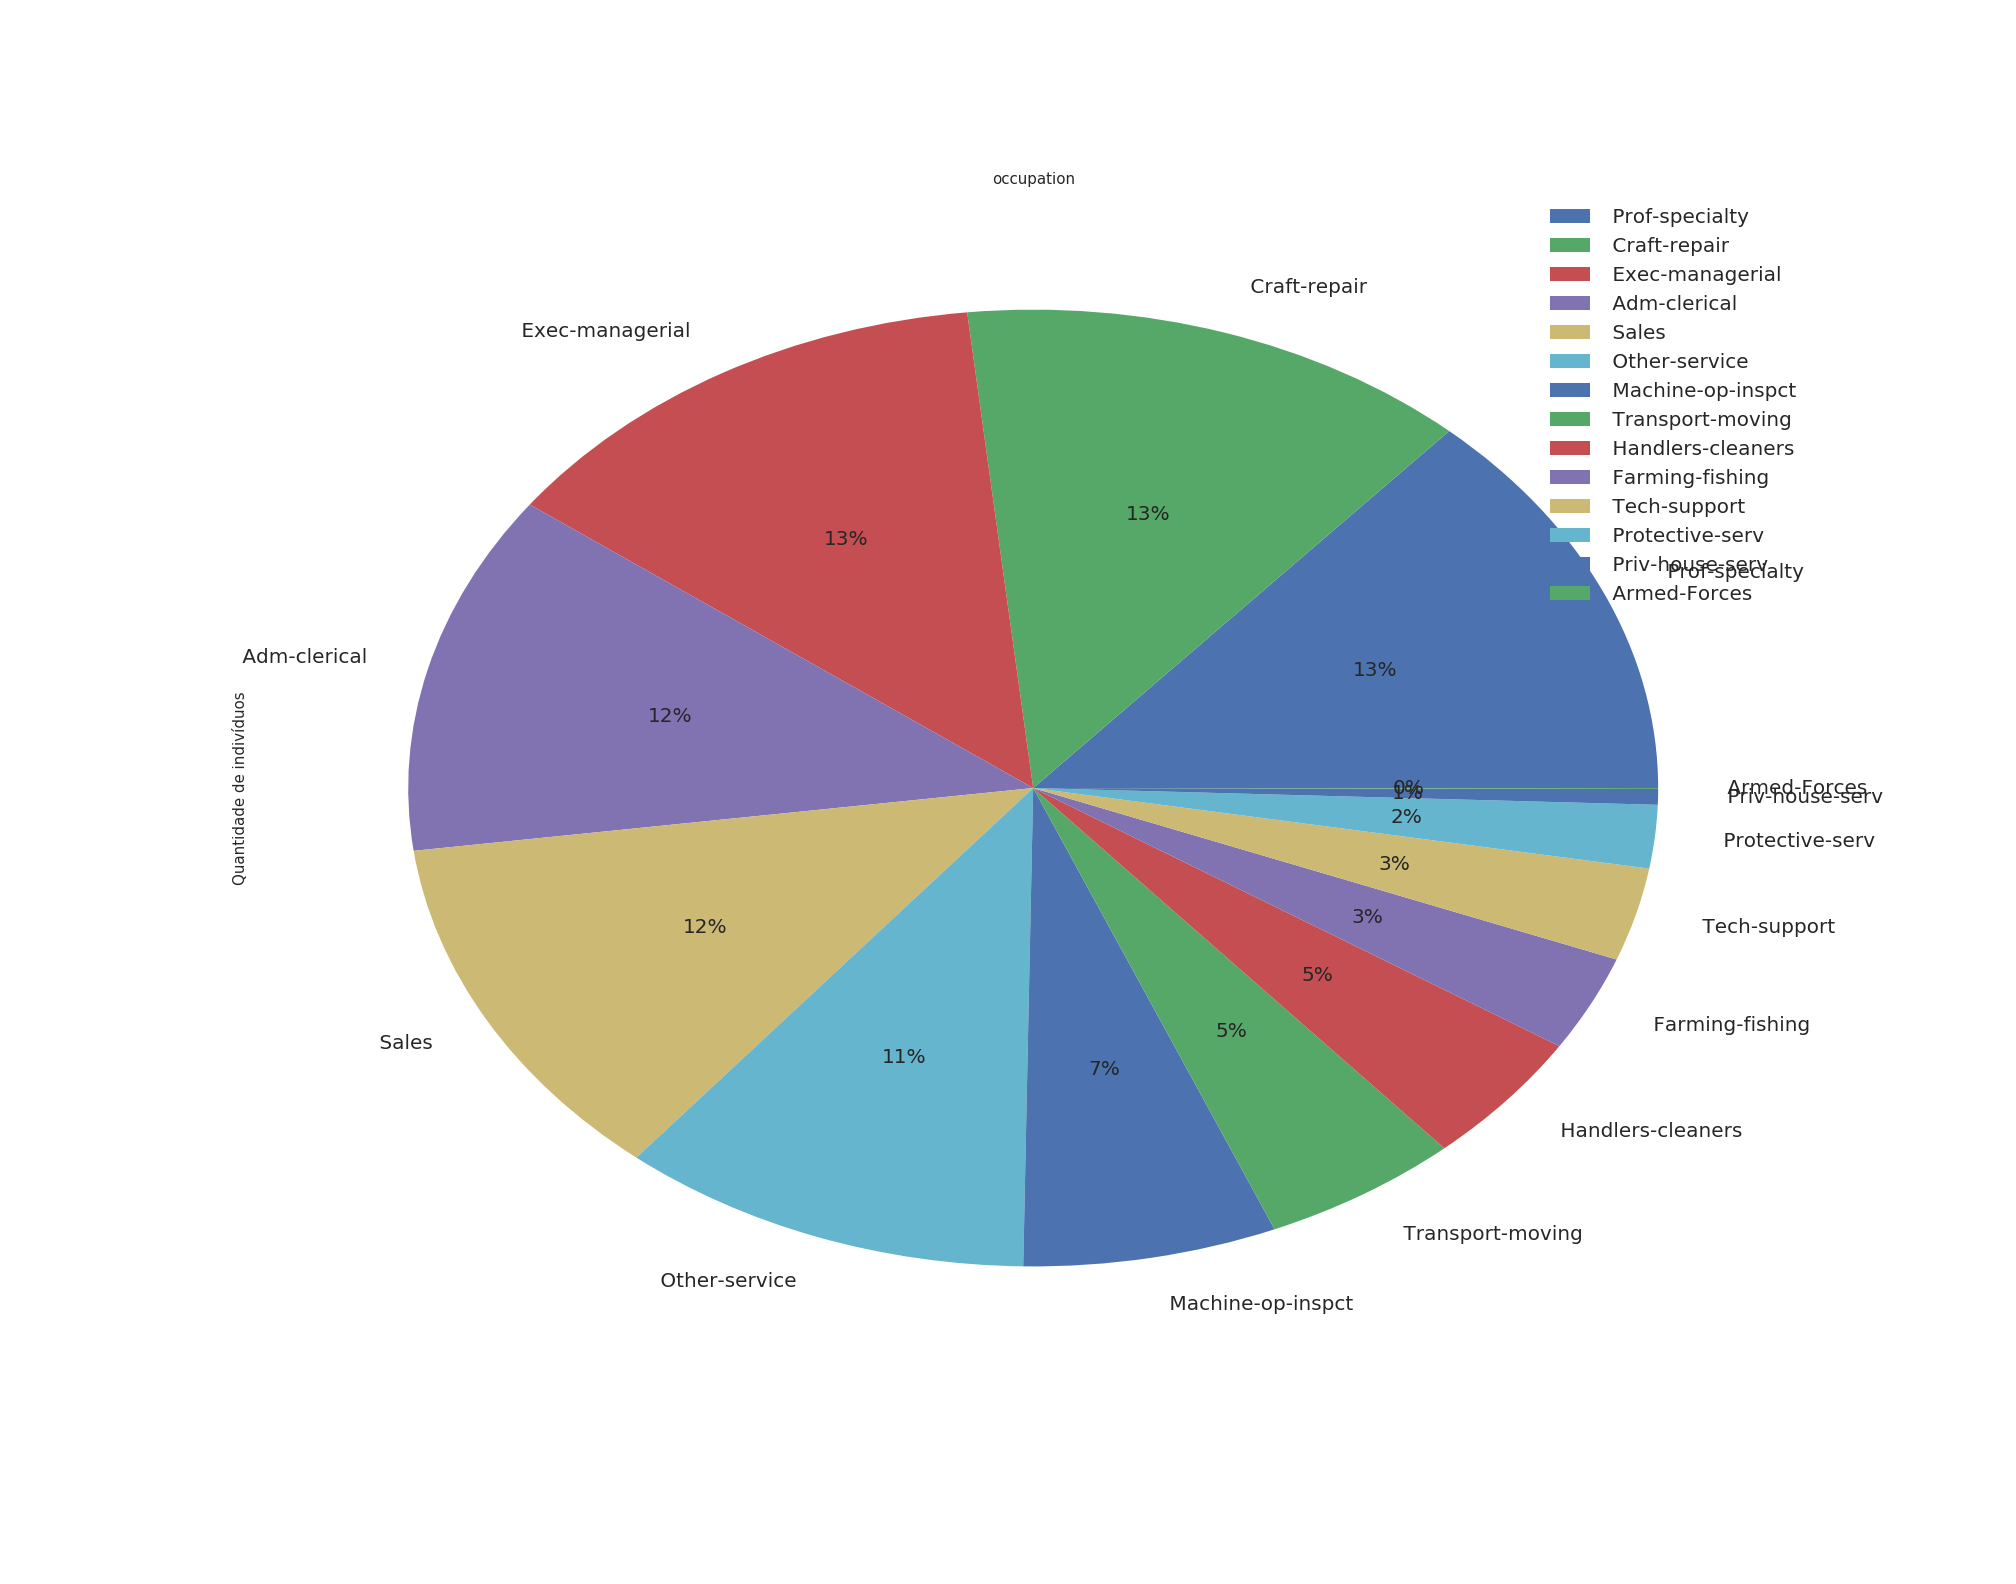 occupation
Prof-specialty
Craft-repair
Exec-managerial
Adm-clerical
Sales
Other-service
Machine-op-inspct
Transport-moving
Handlers-cleaners
Farming-fishing
Tech-support
Protective-serv
Priv-house-serv
Armed-Forces
Craft-repair
Exec-managerial
Prof-specialty
Adm-clerical
Quantidade de indivíduos
Sales
Other-service
Machine-op-inspct
Transport-moving
Handlers-cleaners
Farming-fishing
Tech-support
Protective-serv
Priv-house-serv
Armed-Forces
13%
13%
13%
12%
12%
11%
7%
5%
5%
3%
3%
2%
1%
0%